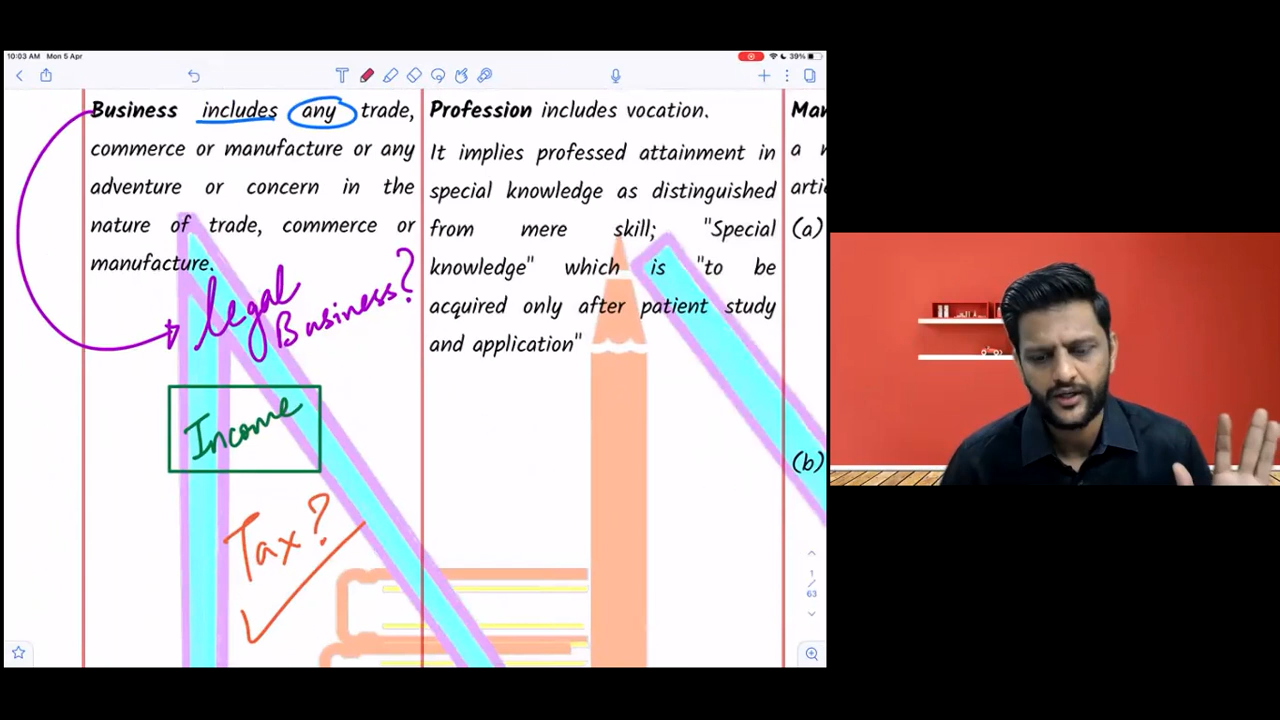 10:03 AM Mon 5 Apr
39%
T
Business includes any trade,
commerce or manufacture or any
adventure or concern in the
nature of trade, commerce or
manufacture.
legal
Business?
Income
Tax?
Profession includes vocation.
It implies professed attainment in
special knowledge as distinguished
from mere skill; "Special
knowledge" which is "to be
acquired only after patient study
and application"
Man
a m
artic
(a)
(b)
1
/
63